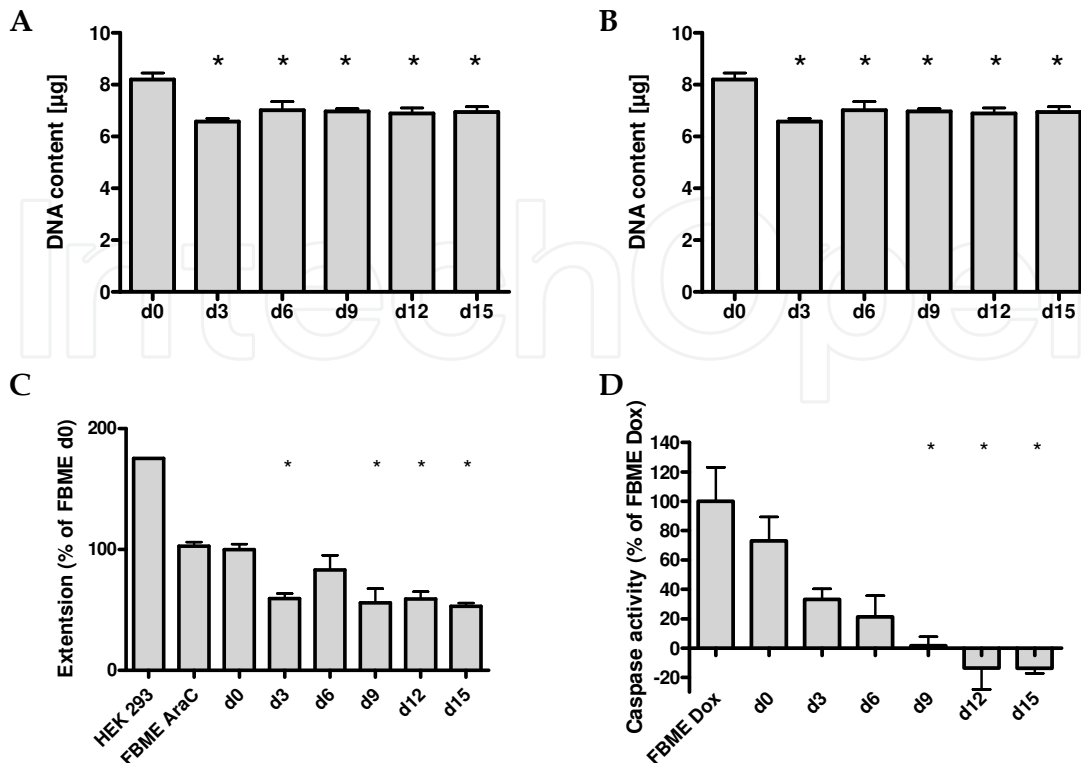 A
DNA content [µg]
10
8
6
4
2
0
* * * * *
d0 d3 d6 d9 d12 d15
B
DNA content [µg]
10
8
6
4
2
0
* * * * *
d0 d3 d6 d9 d12 d15
IntechOpe
C
Extentsion (% of FBME d0)
200
100
0
* * * *
HEK 293 FBME AraC d0 d3 d6 d9 d12 d15
D
Caspase activity (% of FBME Dox)
140
120
100
80
60
40
20
0
-20
* * *
FBME Dox d0 d3 d6 d9 d12 d15